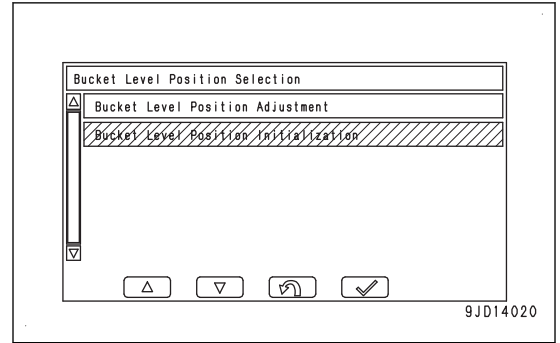 Bucket Level Position Selection
Bucket Level Position Adjustment
Bucket Level Position Initialization
9JD14020